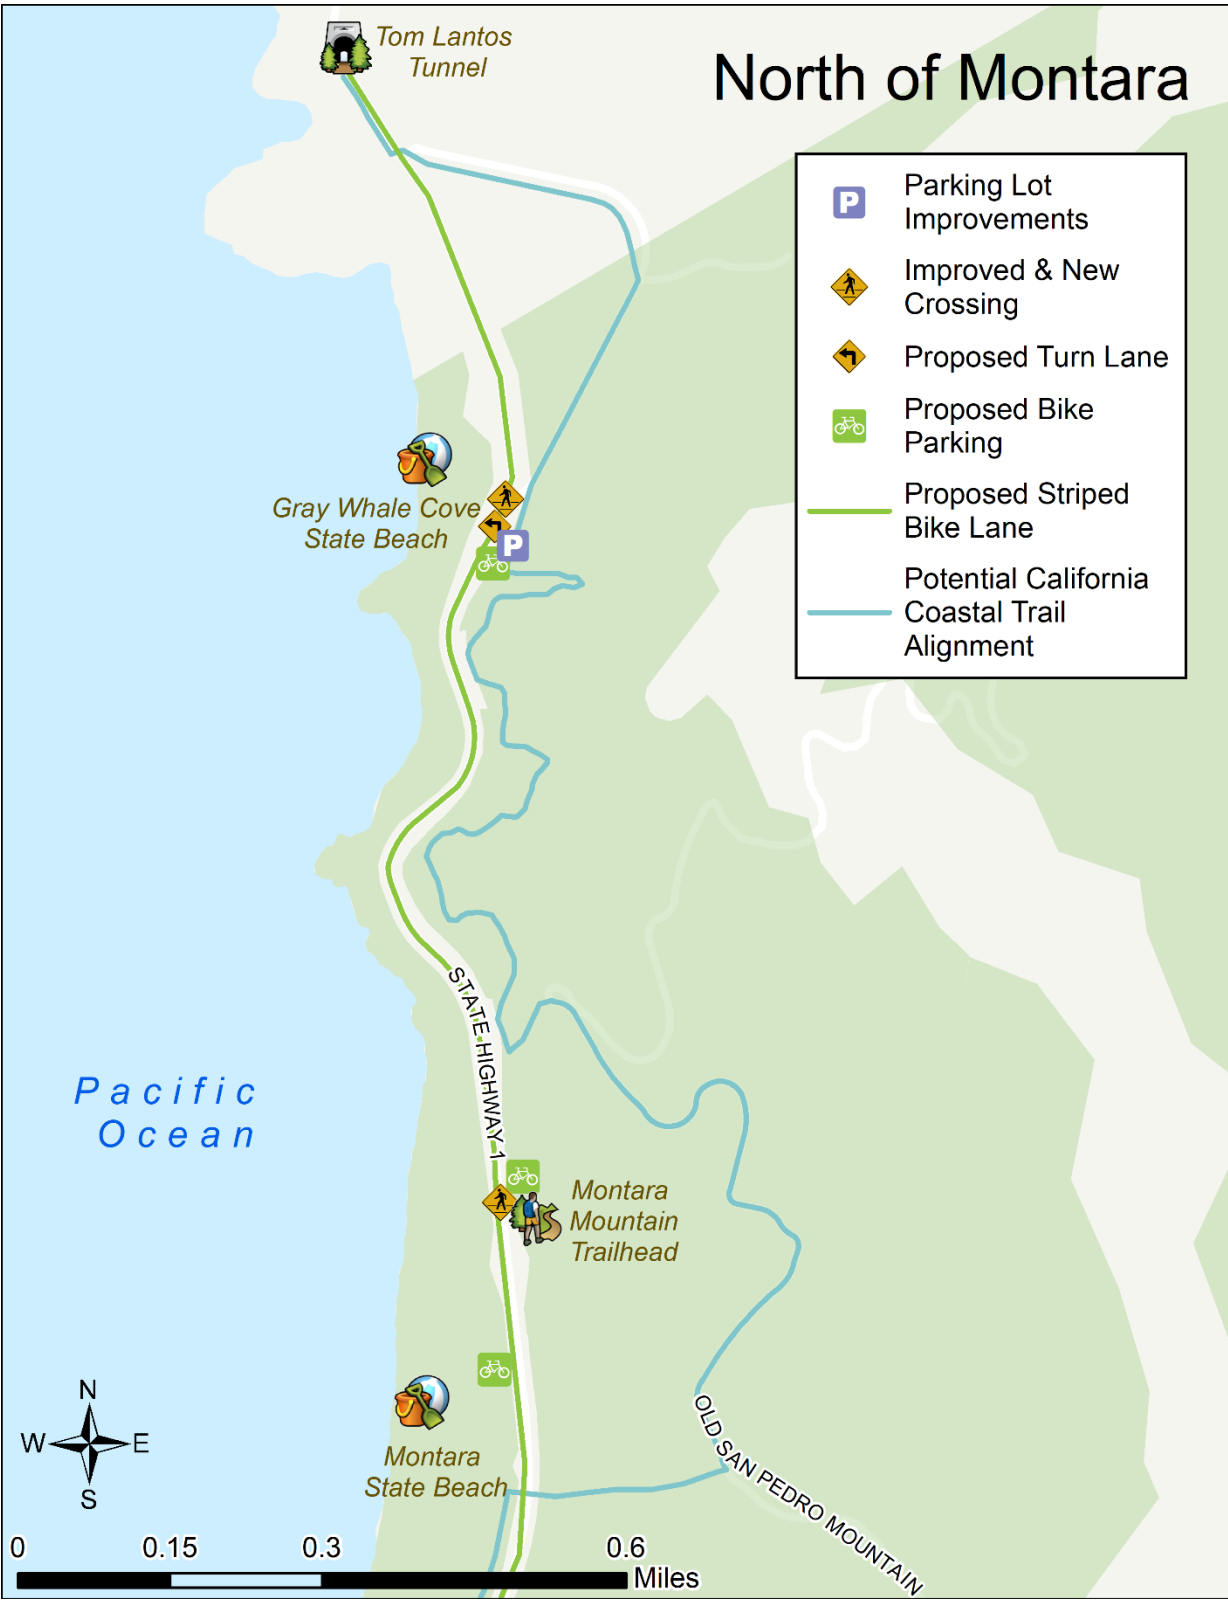 Tom Lantos
Tunnel
North of Montara
P
Parking Lot
Improvements
Improved & New
Crossing
Proposed Turn Lane
Proposed Bike
Parking
Proposed Striped
Bike Lane
Potential California
Coastal Trail
Alignment
Gray Whale Cove
State Beach
P
STATE HIGHWAY 1
Pacific
Ocean
Montara
Mountain
Trailhead
Montara
State Beach
OLD SAN PEDRO MOUNTAIN
N
W E
S
0 0.15 0.3 0.6
Miles